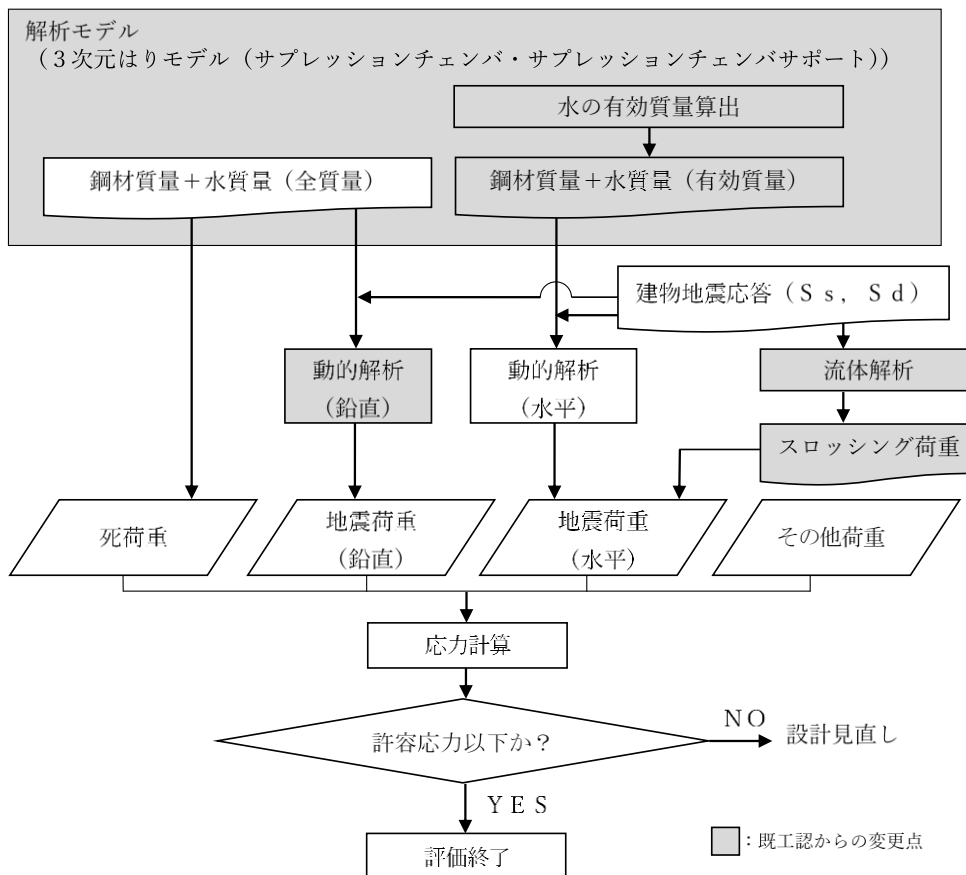 解析モデル
（３次元はりモデル（サプレッションチェンバ・サプレッションチェンバサポート））
水の有効質量算出
鋼材質量＋水質量（全質量）
鋼材質量＋水質量（有効質量）
建物地震応答（Ｓｓ，Ｓｄ）
動的解析
（鉛直）
動的解析
（水平）
流体解析
スロッシング荷重
死荷重
地震荷重
（鉛直）
地震荷重
（水平）
その他荷重
応力計算
許容応力以下か？
ＮＯ
設計見直し
ＹＥＳ
評価終了
：既工認からの変更点